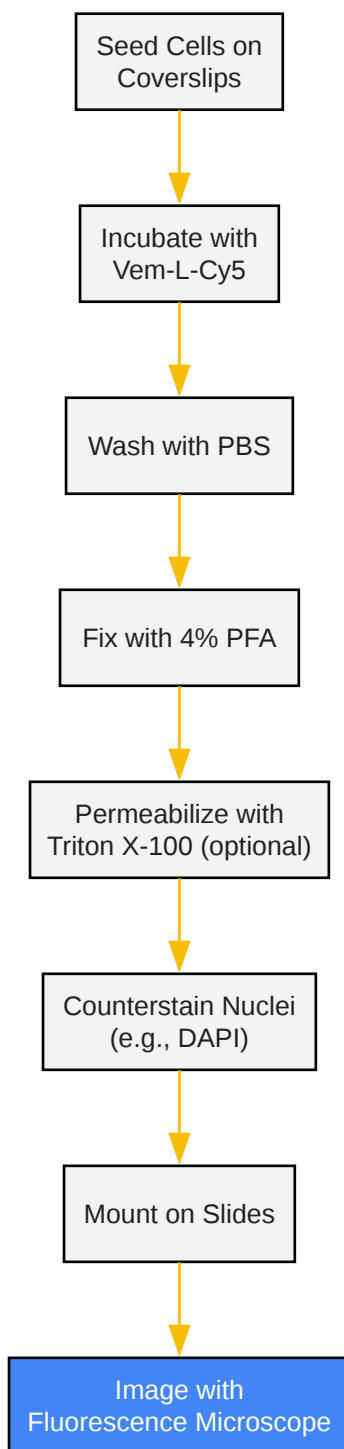 Seed Cells on
Coverslips
Incubate with
Vem-L-Cy5
Wash with PBS
Fix with 4% PFA
Permeabilize with
Triton X-100 (optional)
Counterstain Nuclei
(e.g., DAPI)
Mount on Slides
Image with
Fluorescence Microscope